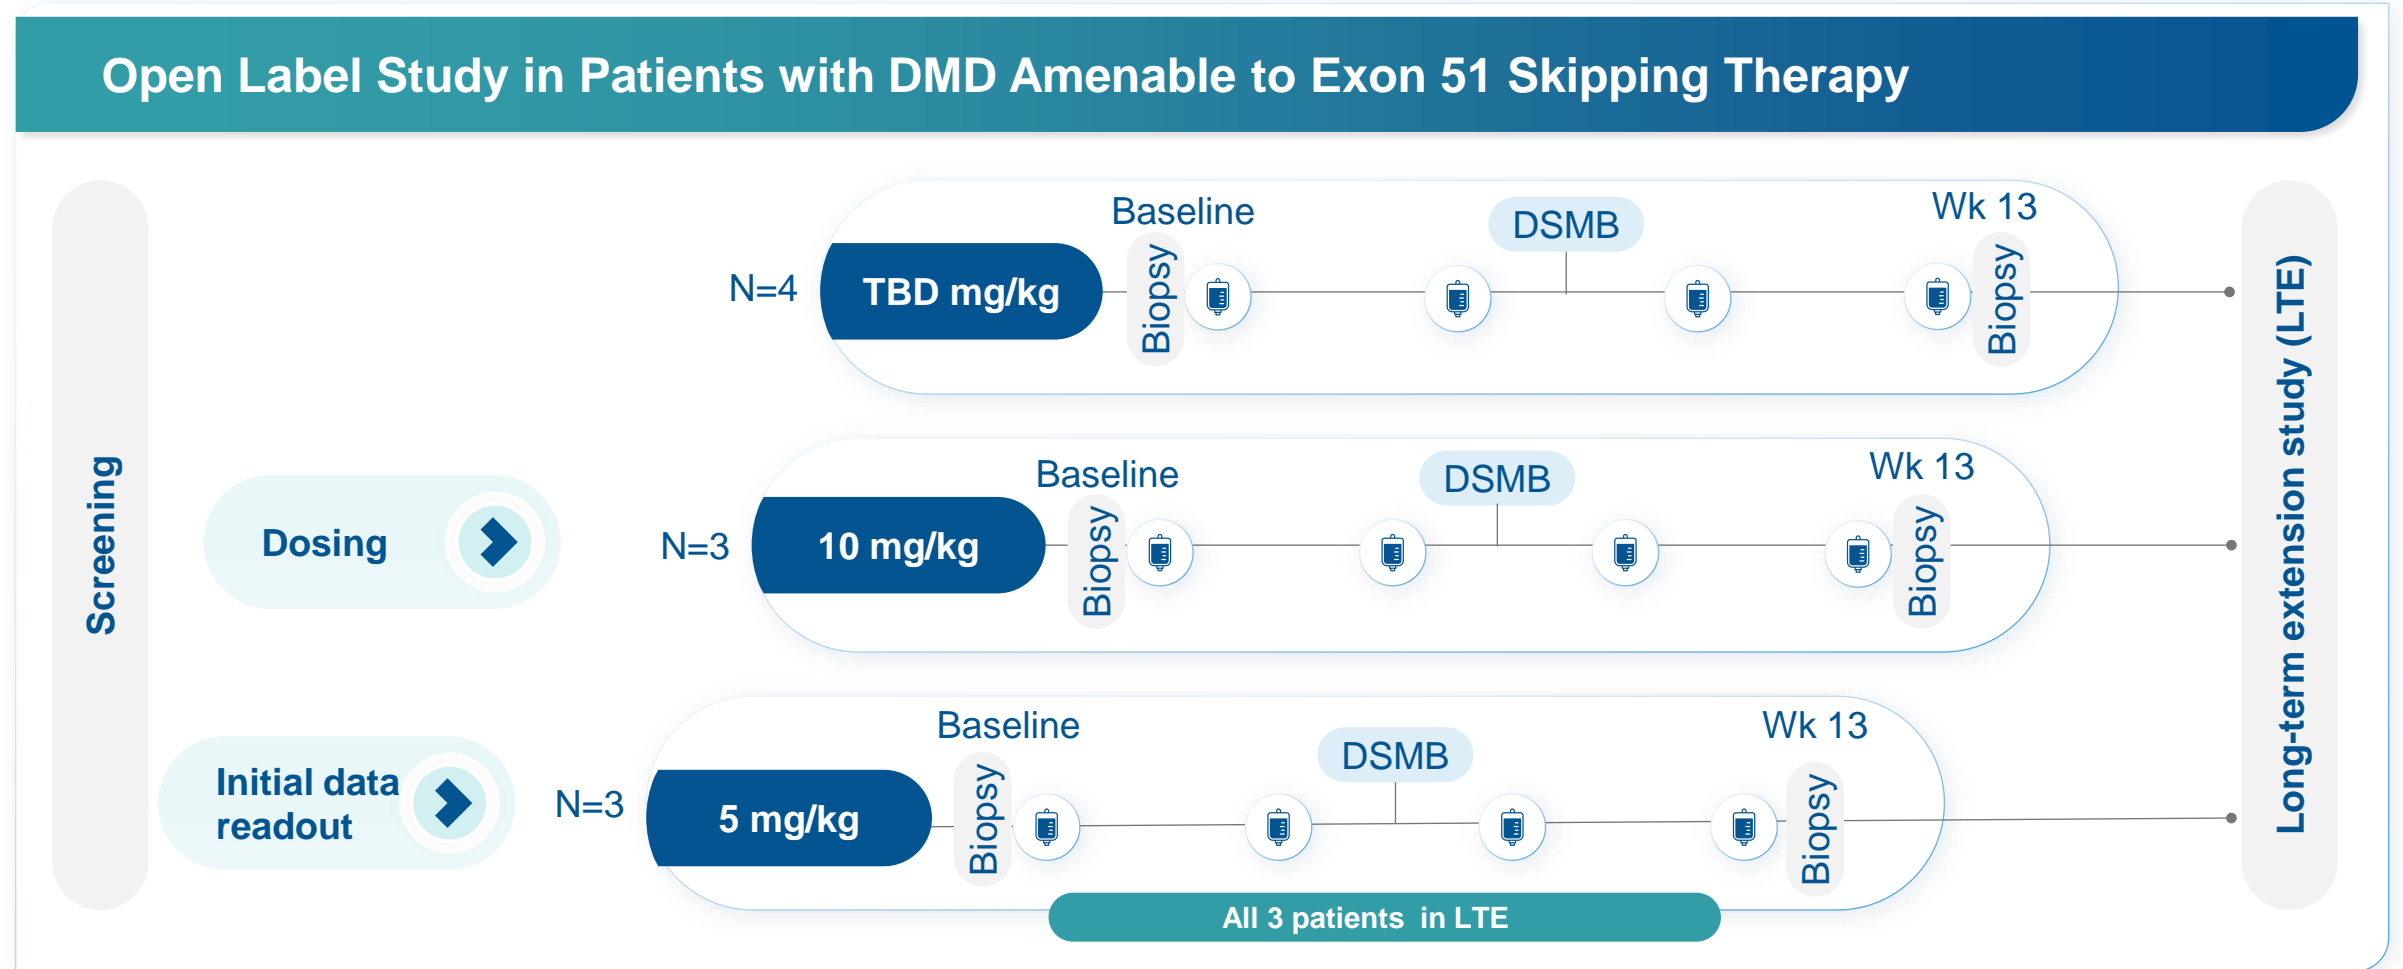 Open Label Study in Patients with DMD Amenable to Exon 51 Skipping Therapy
Screening
N=4
TBD mg/kg
Baseline
Biopsy
DSMB
Wk 13
Biopsy
Dosing
N=3
10 mg/kg
Baseline
Biopsy
DSMB
Wk 13
Biopsy
Initial data
readout
N=3
5 mg/kg
Baseline
Biopsy
DSMB
Wk 13
Biopsy
All 3 patients in LTE
Long-term extension study (LTE)